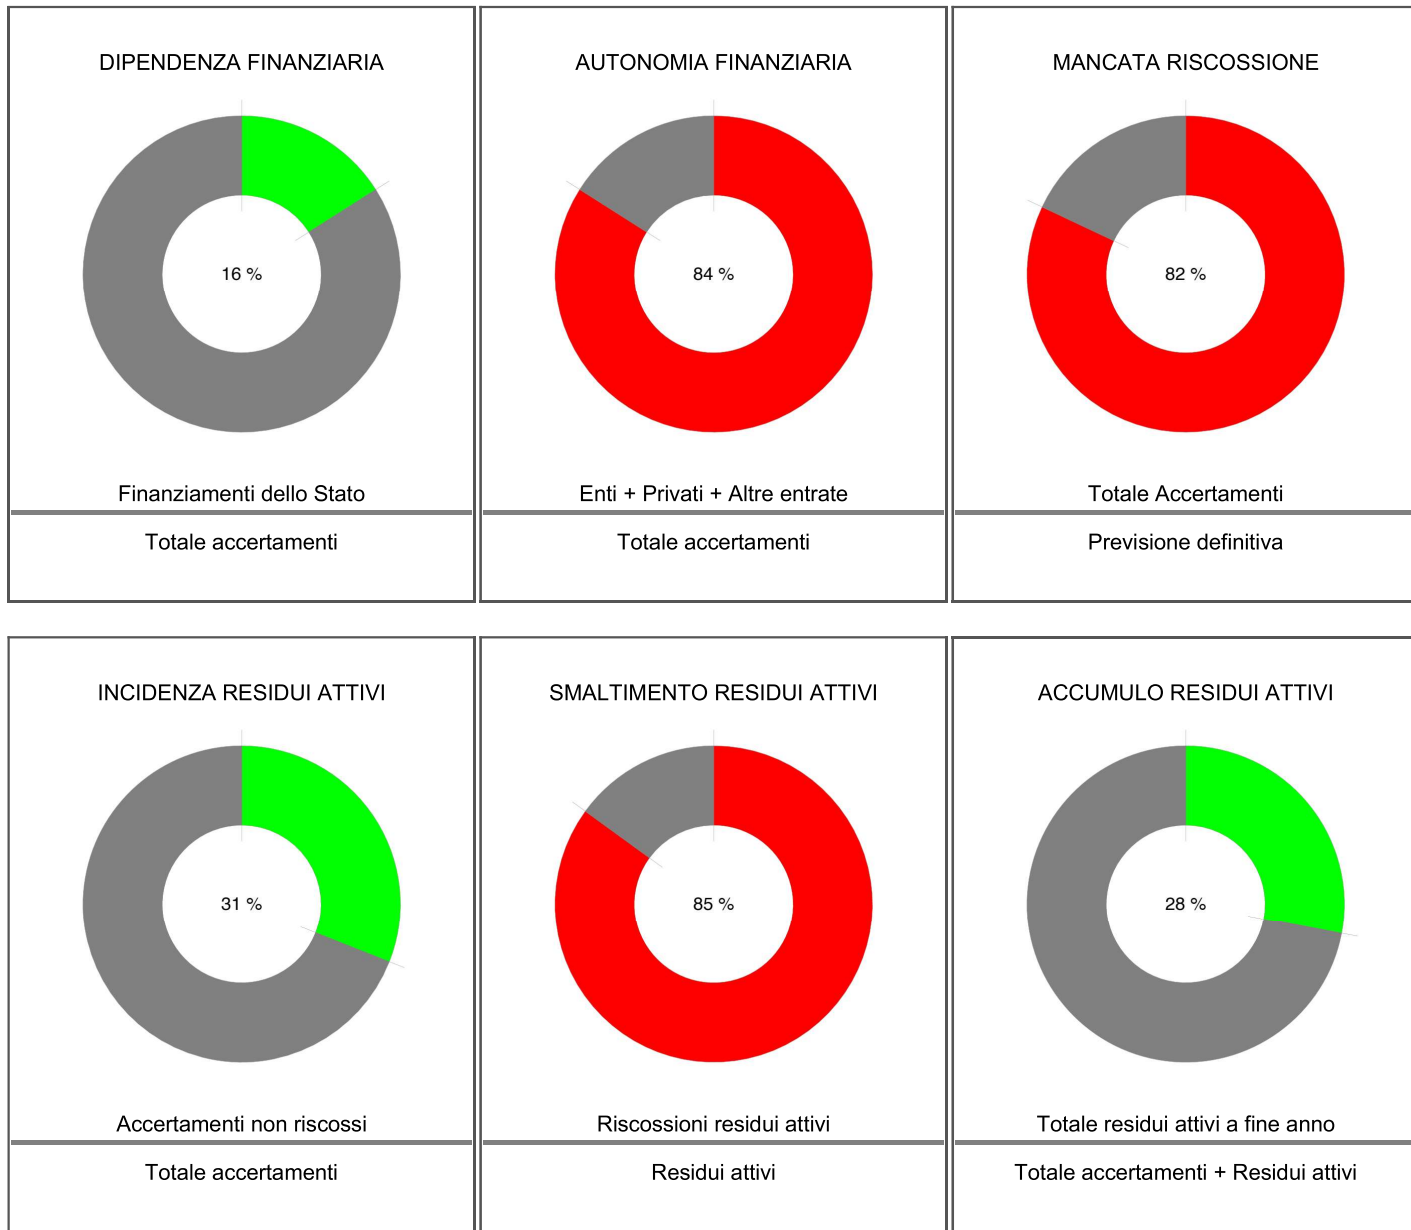 DIPENDENZA FINANZIARIA
16 %
Finanziamenti dello Stato
Totale accertamenti
AUTONOMIA FINANZIARIA
84 %
Enti + Privati + Altre entrate
Totale accertamenti
MANCATA RISCOSSIONE
82 %
Totale Accertamenti
Previsione definitiva
INCIDENZA RESIDUI ATTIVI
31 %
Accertamenti non riscossi
Totale accertamenti
SMALTIMENTO RESIDUI ATTIVI
85 %
Riscossioni residui attivi
Residui attivi
ACCUMULO RESIDUI ATTIVI
28 %
Totale residui attivi a fine anno
Totale accertamenti + Residui attivi